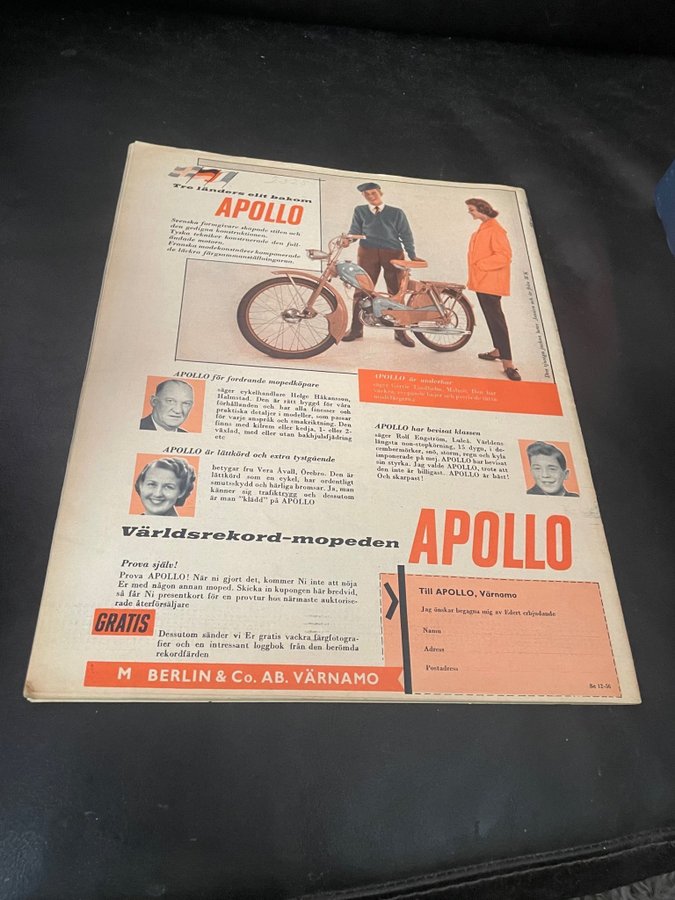 Tre länders elit bakom
APOLLO
Svenska formgivare skapade stilen och
den gedigna konstruktionen.
Tyska tekniker konstruerade den full-
ändade motorn.
Franska modekonstnärer komponerade
de läckra färgsammanställningarna.
APOLLO för fordrande mopedköpare
säger cykelhandlare Helge Håkansson,
Halmstad. Den är rätt byggd för våra
förhållanden och har alla finesser och
praktiska detaljer i modeller, som passar
för varje anspråk och smakriktning. Den
finns med kilrem eller kedja, 1- eller 2-
växlad, med eller utan bakhjulsfjädring
etc
APOLLO är lättkörd och extra tystgående
betygar fru Vera Åvall, Örebro. Den är
lättkörd som en cykel, har ordentligt
smutsskydd och härliga bromsar. Ja, man
känner sig trafiktrygg och dessutom
är man "klädd" på APOLLO
APOLLO är underbar
APOLLO har bevisat klassen
säger Rolf Engström, Luleå. Världens
längsta non-stopkörning, 15 dygn, i de-
cembermörker, snö, storm, regn och kyla
imponerade på mej. APOLLO har bevisat
sin styrka. Jag valde APOLLO, trots att
den inte är billigast. APOLLO är bäst!
Och skarpast!
Världsrekord-mopeden APOLLO
Prova själv!
Prova APOLLO! När ni gjort det, kommer Ni inte att nöja
Er med någon annan moped. Skicka in kupongen här bredvid,
så får Ni presentkort för en provtur hos närmaste auktorise-
rade återförsäljare
GRATIS
Dessutom sänder vi Er gratis vackra färgfotogra-
fier och en intressant loggbok från den berömda
rekordfärden
M BERLIN & Co. AB. VÄRNAMO
Till APOLLO, Värnamo
Jag önskar begagna mig av Edert erbjudande
Namn
Adress
Postadress
Se 12-56